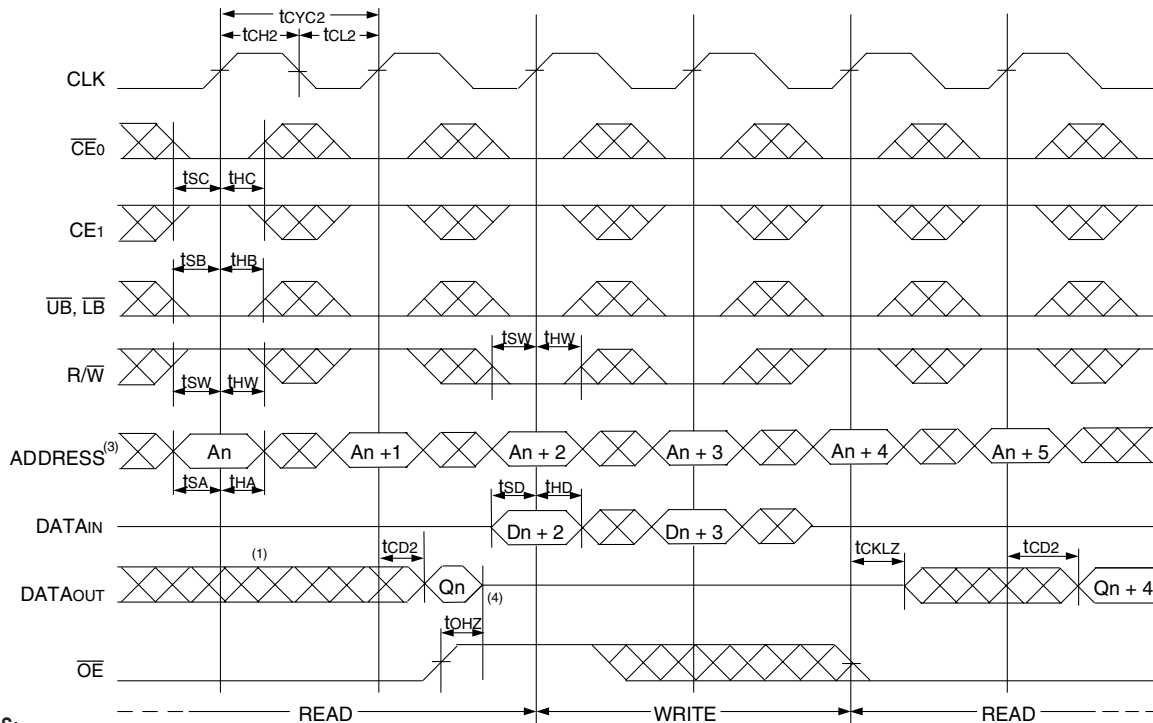 tCYC2
tCH2 tCL2
CLK
CE0
tSC tHC
CE1
tSB tHB
UB, LB
tSW tHW
R/W
tSW tHW
ADDRESS(3) An An +1 An + 2 An + 3 An + 4 An + 5
tSA tHA tSD tHD
DATAIN Dn + 2 Dn + 3
tCD2 tCKLZ tCD2
(1)
DATAOUT Qn (4) Qn + 4
tOHZ
OE
READ WRITE READ